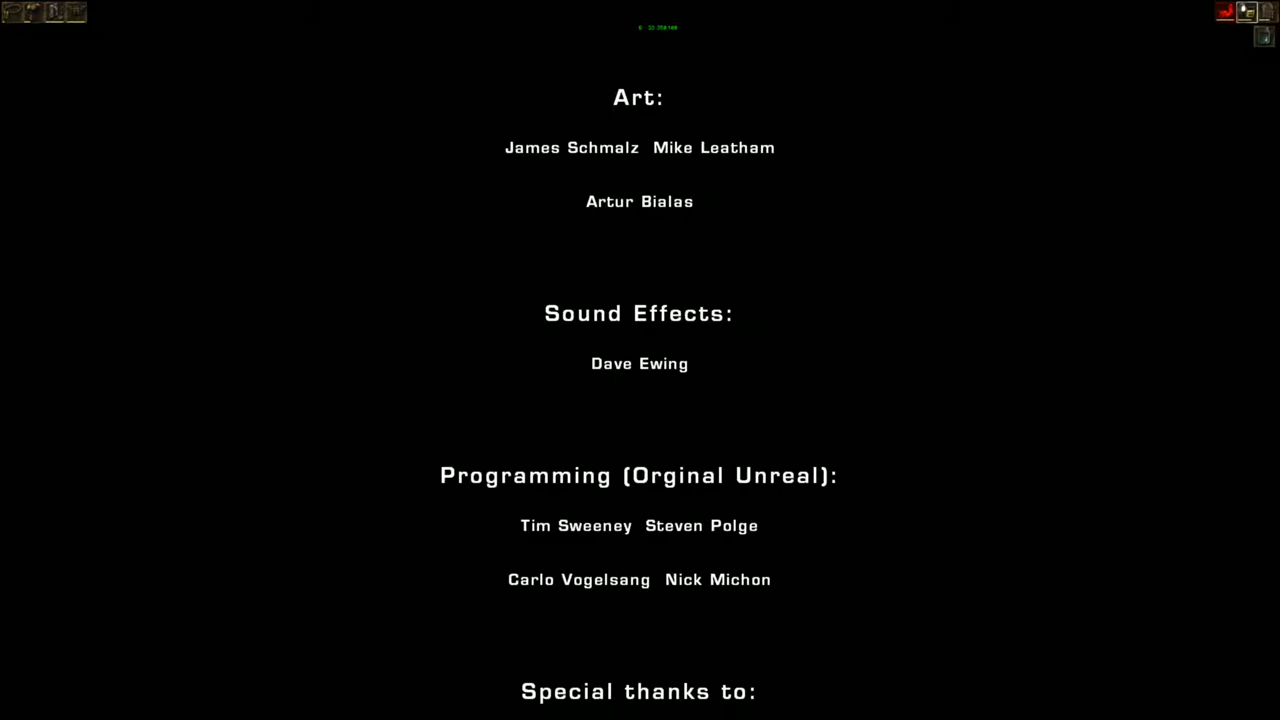 Art:
James Schmalz  Mike Leatham
Artur Bialas
Sound Effects:
Dave Ewing
Programming (Orginal Unreal):
Tim Sweeney  Steven Polge
Carlo Vogelsang  Nick Michon
Special thanks to: